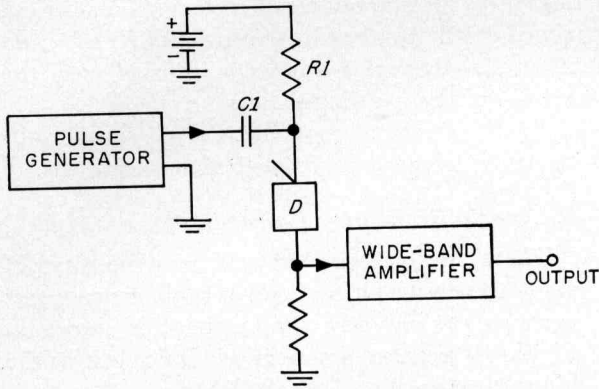 +
−
R1
C1
PULSE
GENERATOR
D
WIDE-BAND
AMPLIFIER
OUTPUT